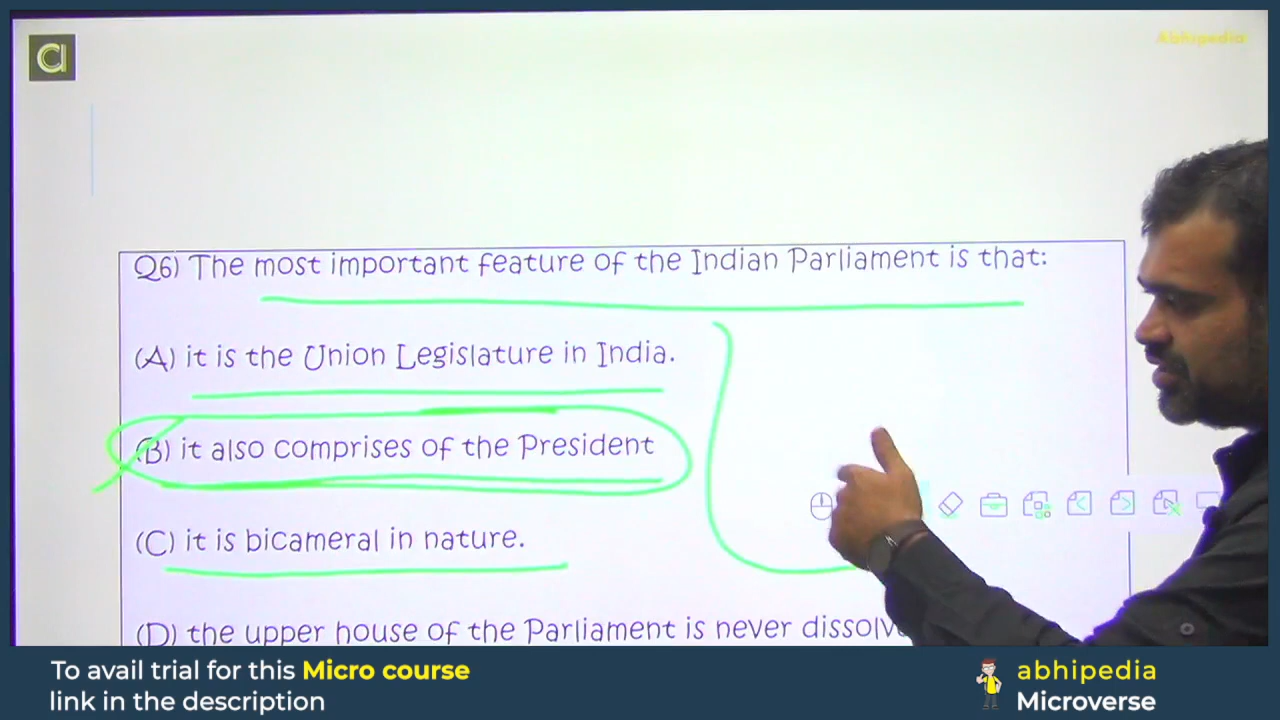 Abhipedia
Q6) The most important feature of the Indian Parliament is that:
(A) it is the Union Legislature in India.
(B) it also comprises of the President
(C) it is bicameral in nature.
(D) the upper house of the Parliament is never
To avail trial for this Micro course
link in the description
abhipedia
Microverse